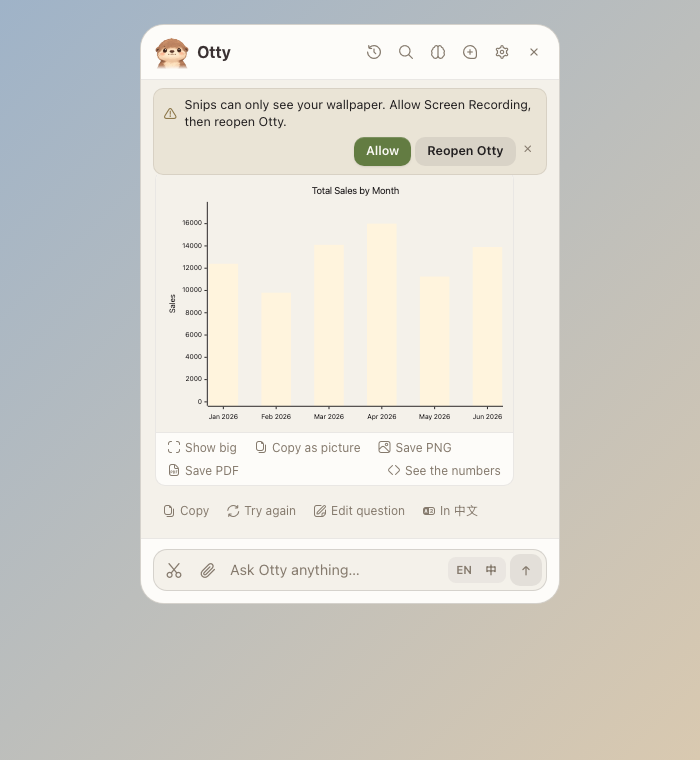 Otty
Snips can only see your wallpaper. Allow Screen Recording,
then reopen Otty.
Allow
Reopen Otty
Total Sales by Month
16000
14000
12000
10000
8000
6000
4000
2000
0
Sales
Jan 2026
Feb 2026
Mar 2026
Apr 2026
May 2026
Jun 2026
Show big
Copy as picture
Save PNG
Save PDF
See the numbers
Copy
Try again
Edit question
In 中文
Ask Otty anything...
EN
中